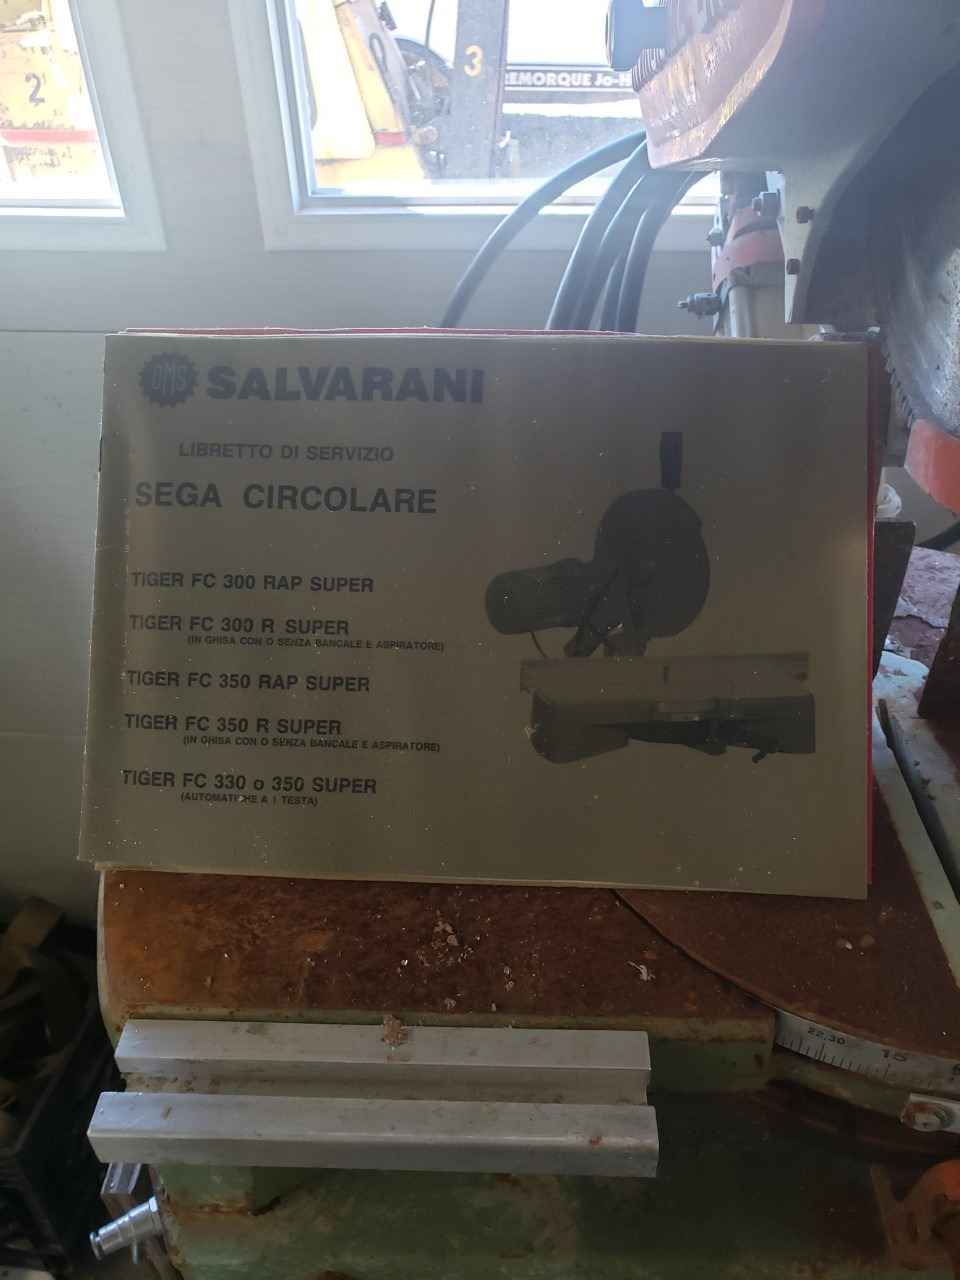 2
3
REMORQUE Jo-H
OMS SALVARANI
LIBRETTO DI SERVIZIO
SEGA CIRCOLARE
TIGER FC 300 RAP SUPER
TIGER FC 300 R SUPER
(IN GHISA CON O SENZA BANCALE E ASPIRATORE)
TIGER FC 350 RAP SUPER
TIGER FC 350 R SUPER
(IN GHISA CON O SENZA BANCALE E ASPIRATORE)
TIGER FC 330 o 350 SUPER
(AUTOMATICHE A 1 TESTA)
22,30
15